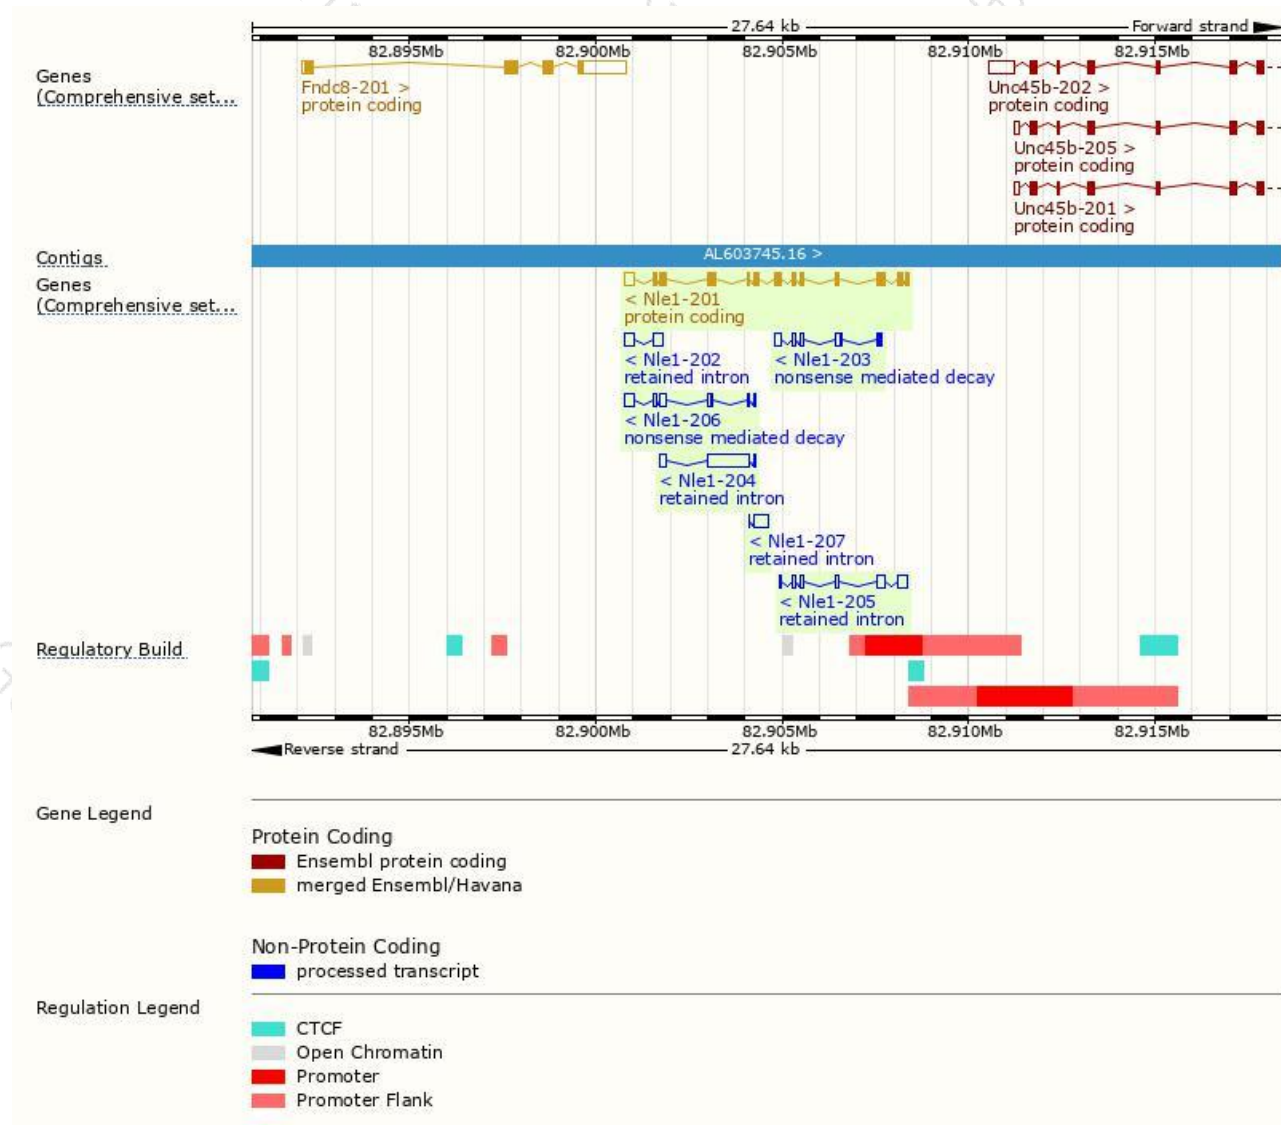 27.64 kb
Forward strand
82.895Mb 82.900Mb 82.905Mb 82.910Mb 82.915Mb
Genes
(Comprehensive set...
Fndc8-201 >
protein coding
Unc45b-202 >
protein coding
Unc45b-205 >
protein coding
Unc45b-201 >
protein coding
Contigs
AL603745.16 >
Genes
(Comprehensive set...
< Nle1-201
protein coding
< Nle1-202
retained intron
< Nle1-203
nonsense mediated decay
< Nle1-206
nonsense mediated decay
< Nle1-204
retained intron
< Nle1-207
retained intron
< Nle1-205
retained intron
Regulatory Build
82.895Mb 82.900Mb 82.905Mb 82.910Mb 82.915Mb
Reverse strand
27.64 kb
Gene Legend
Protein Coding
Ensembl protein coding
merged Ensembl/Havana
Non-Protein Coding
processed transcript
Regulation Legend
CTCF
Open Chromatin
Promoter
Promoter Flank